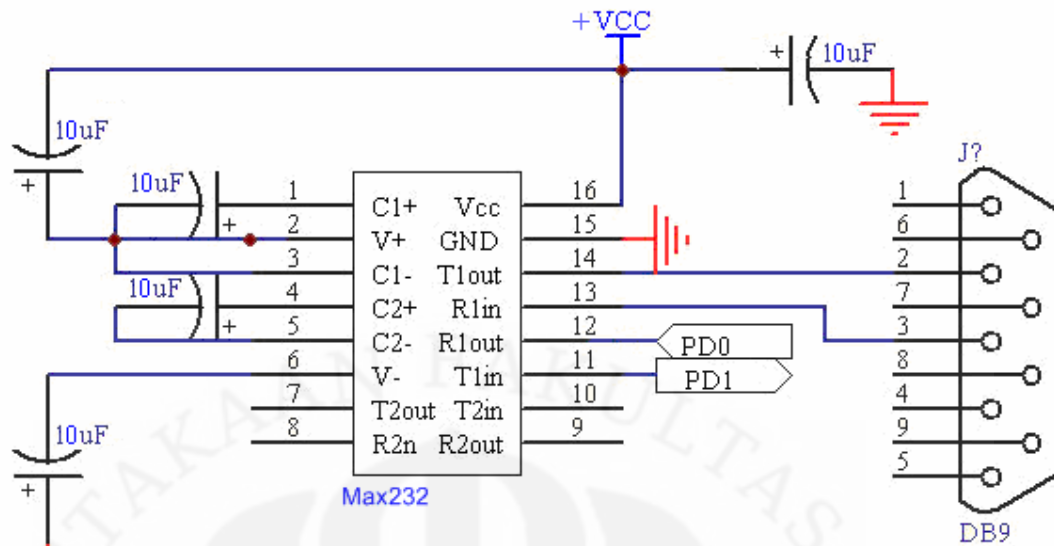 +VCC
+
10uF
10uF
+
10uF
+
10uF
+
10uF
+
1
2
3
4
5
6
7
8
C1+
V+
C1-
C2+
C2-
V-
T2out
R2n
Vcc
GND
T1out
R1in
R1out
T1in
T2in
R2out
16
15
14
13
12
11
10
9
Max232
PD0
PD1
J?
1
6
2
7
3
8
4
9
5
DB9
TAKAAN FAKULTAS